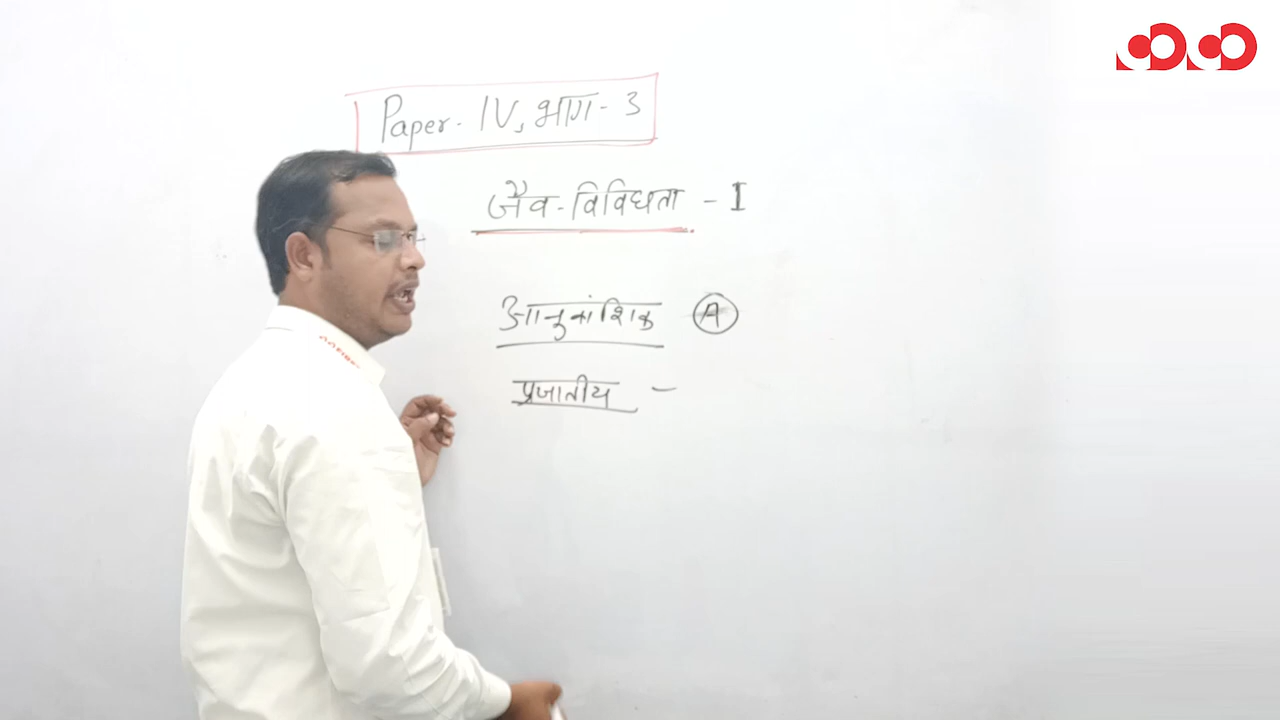 Paper- IV, भाग- 3
जैव-विविधता - I
आनुवांशिक A
प्रजातीय -